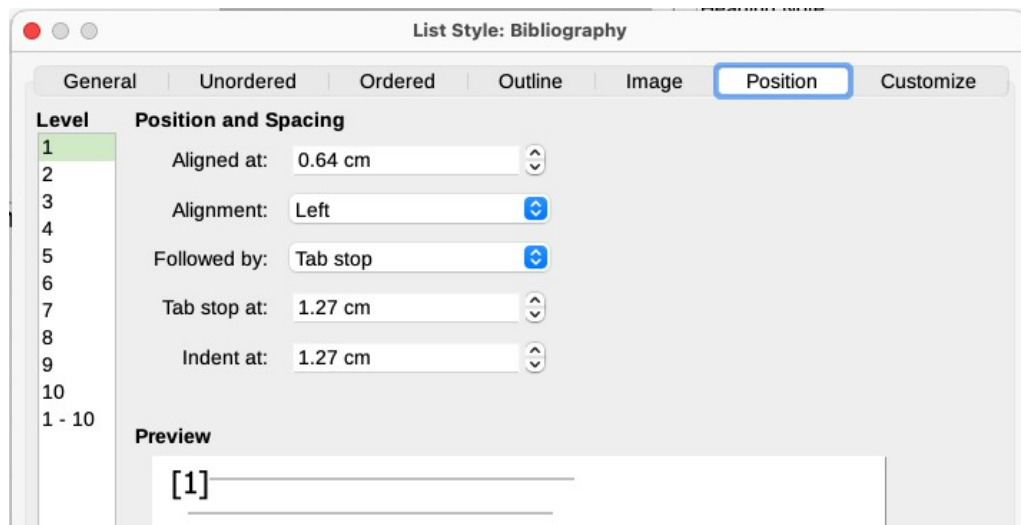 Heading Note
List Style: Bibliography
General Unordered Ordered Outline Image Position Customize
Level Position and Spacing
1
Aligned at: 0.64 cm
2
3
Alignment: Left
4
5
Followed by: Tab stop
6
7
Tab stop at: 1.27 cm
8
9
Indent at: 1.27 cm
10
1 - 10
Preview
[1]